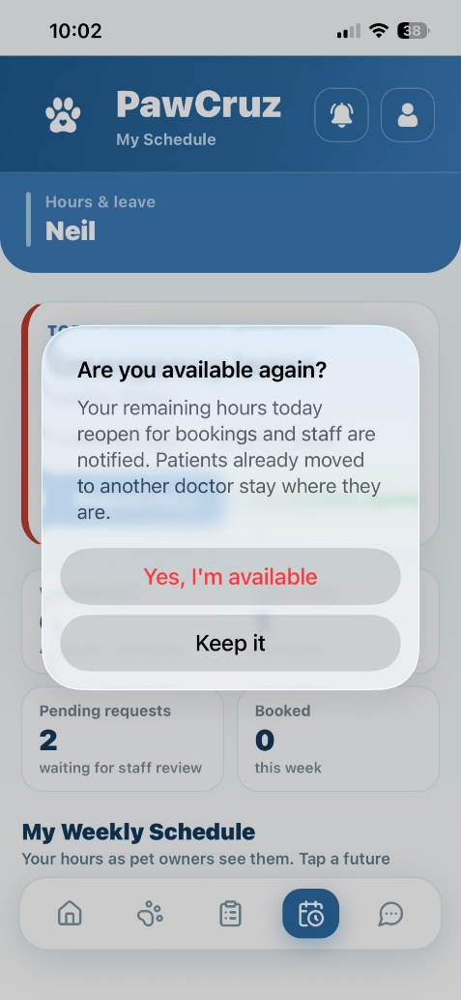 10:02
38
PawCruz
My Schedule
Hours & leave
Neil
Are you available again?
Your remaining hours today
reopen for bookings and staff are
notified. Patients already moved
to another doctor stay where they
are.
Yes, I'm available
Keep it
Pending requests
2
waiting for staff review
Booked
0
this week
My Weekly Schedule
Your hours as pet owners see them. Tap a future